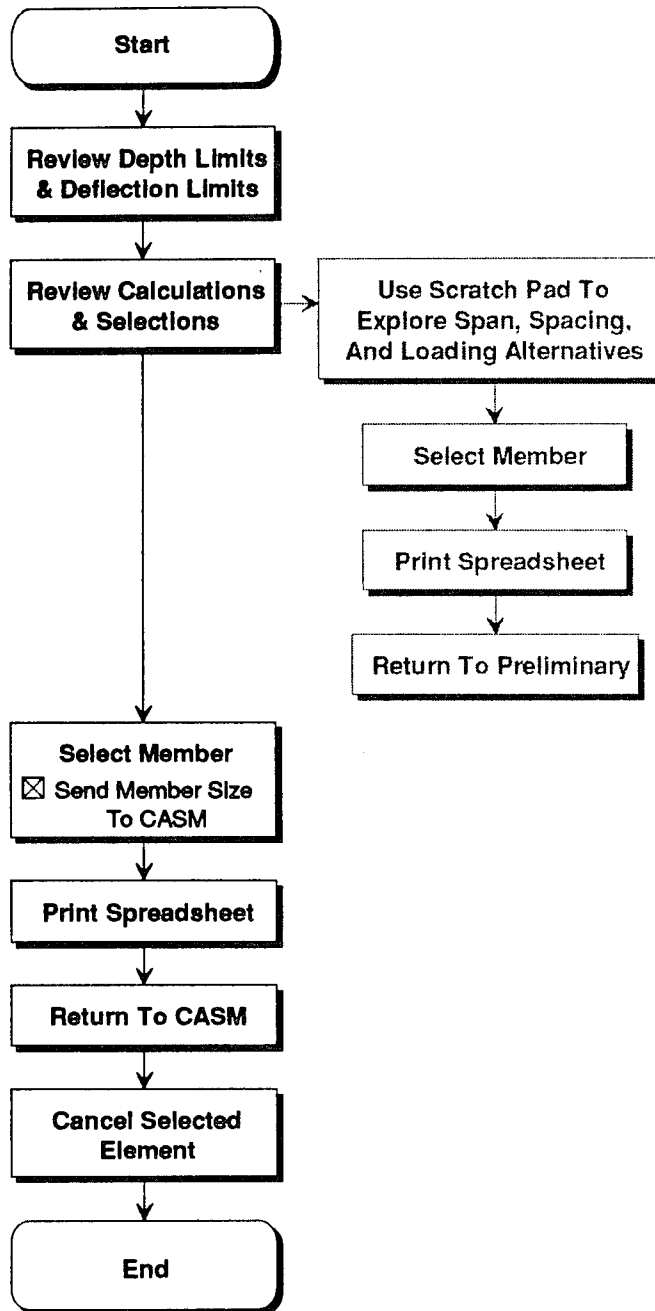 Start
Review Depth Limits
& Deflection Limits
Review Calculations
& Selections
Use Scratch Pad To
Explore Span, Spacing,
And Loading Alternatives
Select Member
Print Spreadsheet
Return To Preliminary
Select Member
Send Member Size
To CASM
Print Spreadsheet
Return To CASM
Cancel Selected
Element
End